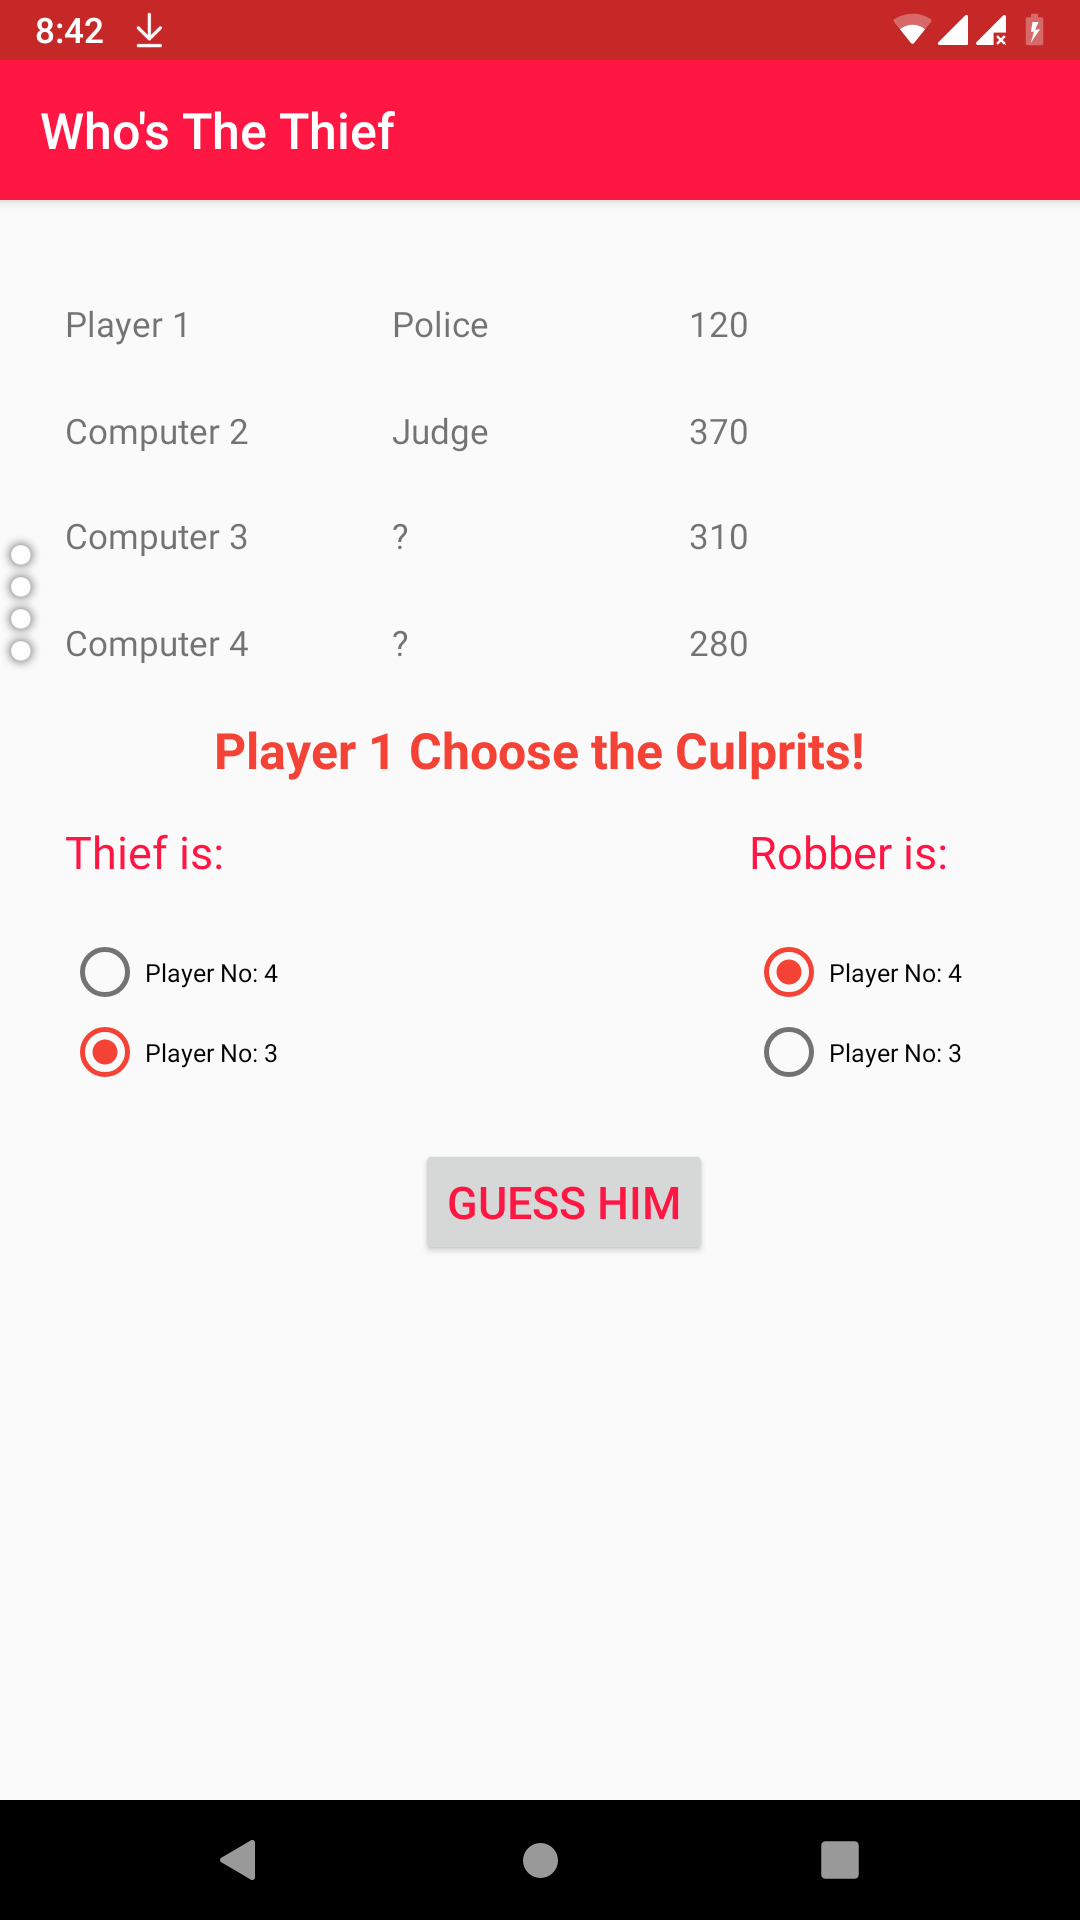 8:42
Who's The Thief
Player 1 Police 120
Computer 2 Judge 370
Computer 3 ? 310
Computer 4 ? 280
Player 1 Choose the Culprits!
Thief is: Robber is:
Player No: 4 Player No: 4
Player No: 3 Player No: 3
GUESS HIM